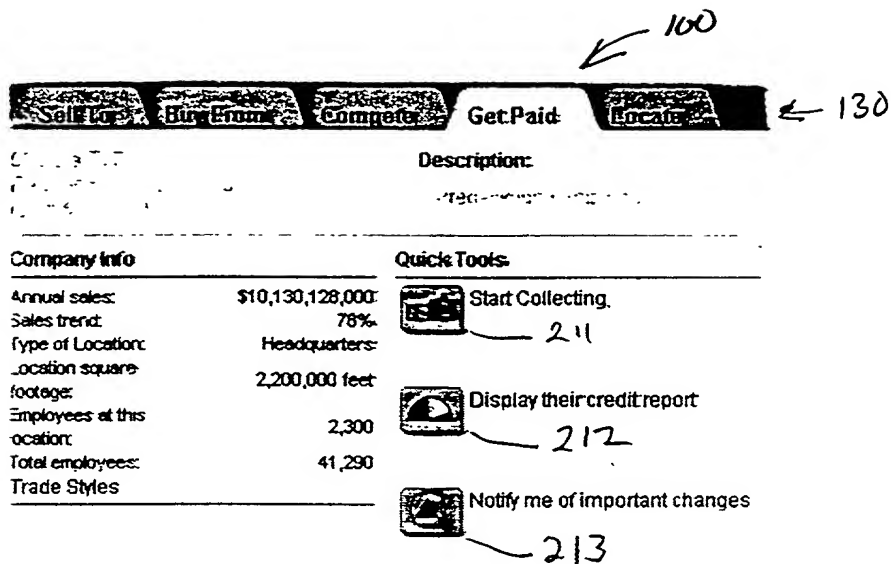 100
Sell To Buy From Compete Get Paid Locate
130
Description:
Company Info
Quick Tools
Annual sales: $10,130,128,000
Sales trend: 78%
Type of Location: Headquarters
Location square footage: 2,200,000 feet
Employees at this location: 2,300
Total employees: 41,290
Trade Styles
Start Collecting
211
Display their credit report
212
Notify me of important changes
213